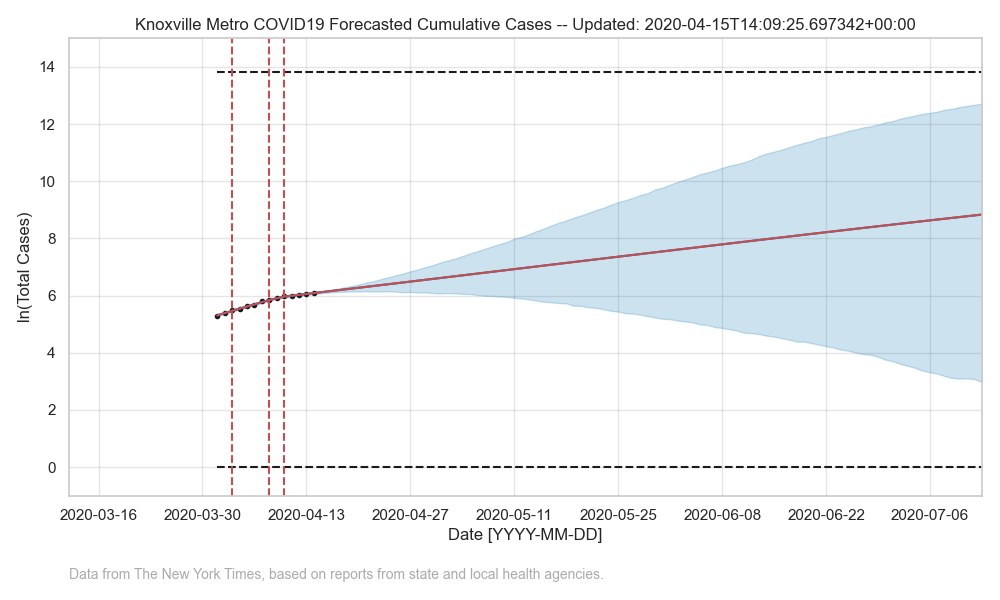 Knoxville Metro COVID19 Forecasted Cumulative Cases -- Updated: 2020-04-15T14:09:25.697342+00:00
ln(Total Cases)
14
12
10
8
6
4
2
0
2020-03-16 2020-03-30 2020-04-13 2020-04-27 2020-05-11 2020-05-25 2020-06-08 2020-06-22 2020-07-06
Date [YYYY-MM-DD]
Data from The New York Times, based on reports from state and local health agencies.